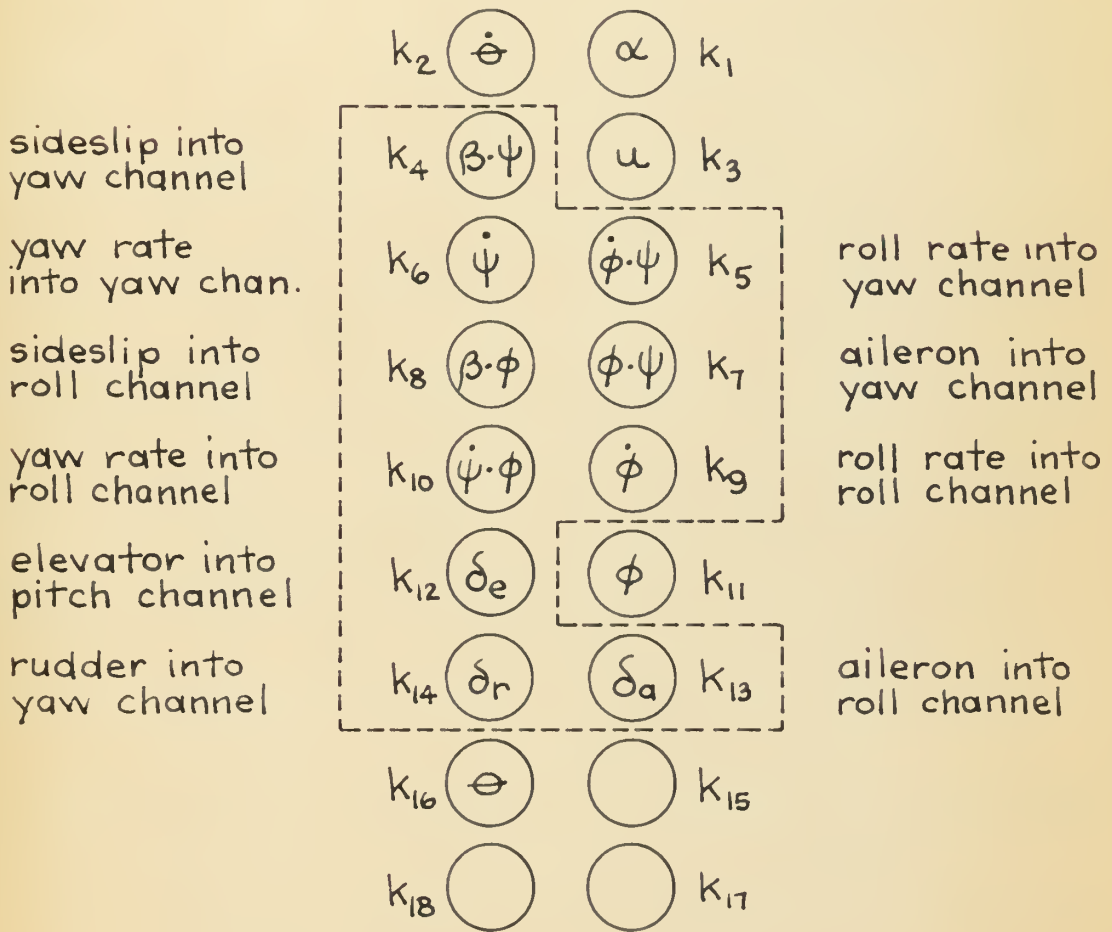 k₂ θ̇ α k₁
sideslip into
yaw channel
k₄ β·ψ u k₃
yaw rate
into yaw chan.
k₆ ψ̇ φ̇·ψ k₅
roll rate into
yaw channel
sideslip into
roll channel
k₈ β·φ φ·ψ k₇
aileron into
yaw channel
yaw rate into
roll channel
k₁₀ ψ̇·φ φ̇ k₉
roll rate into
roll channel
elevator into
pitch channel
k₁₂ δe φ k₁₁
rudder into
yaw channel
k₁₄ δr δa k₁₃
aileron into
roll channel
k₁₆ θ k₁₅
k₁₈ k₁₇